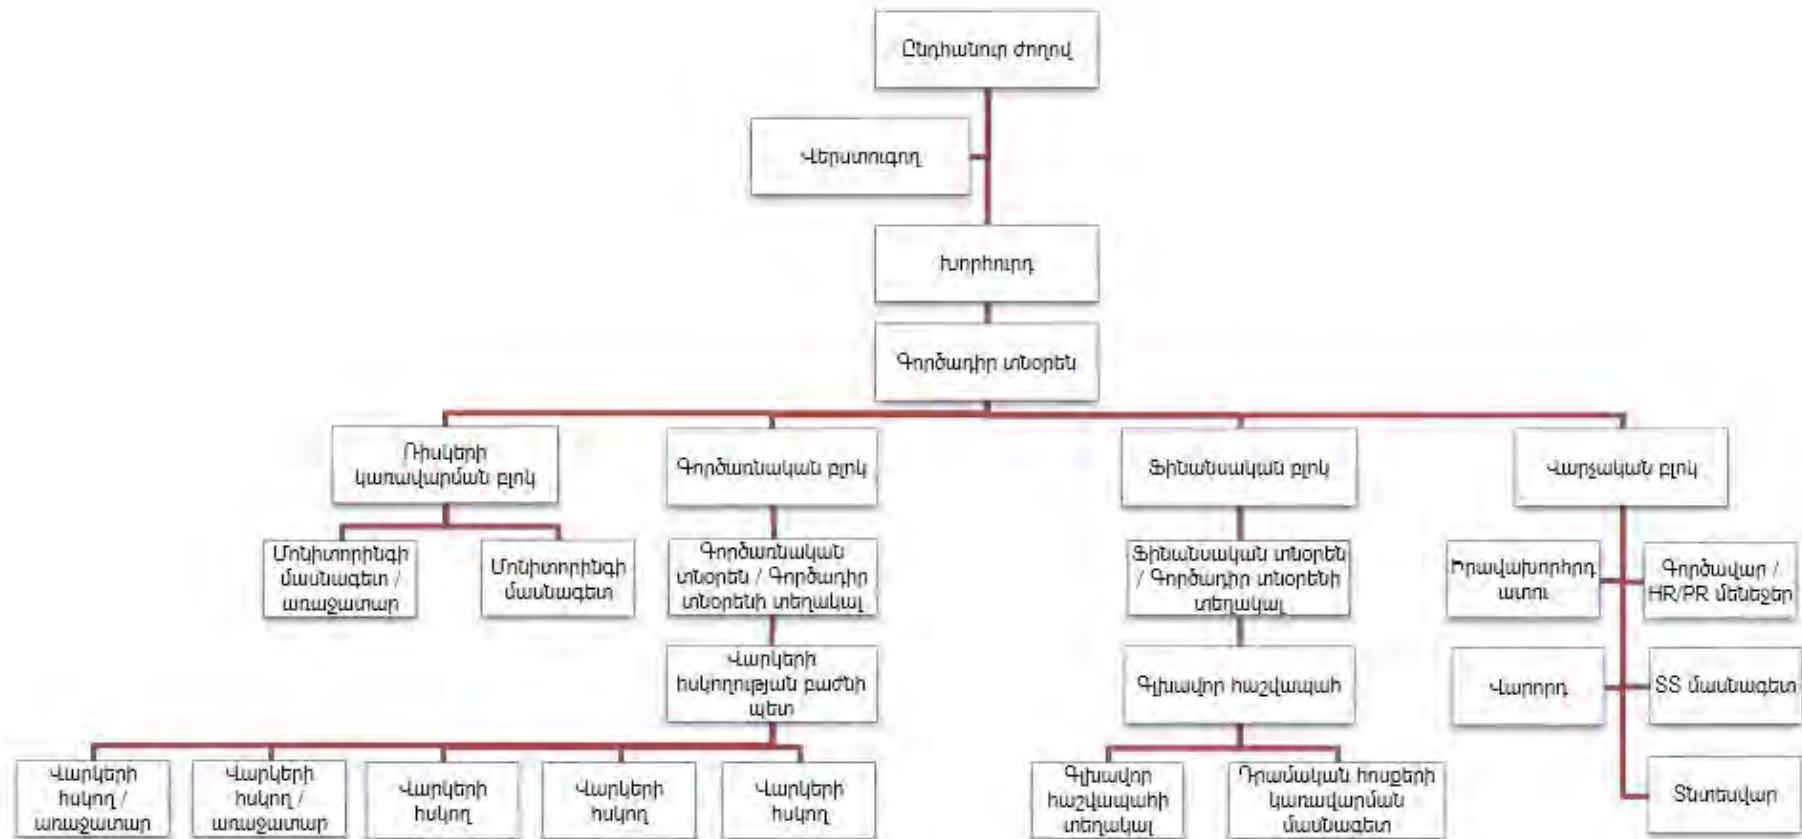 Ընդհանուր ժողով
Վերստուգող
Խորհուրդ
Գործադիր տնօրեն
Ռիսկերի
կառավարման բլոկ
Գործառնական բլոկ
Ֆինանսական բլոկ
Վարչական բլոկ
Մոնիտորինգի
մասնագետ /
առաջատար
Մոնիտորինգի
մասնագետ
Գործառնական
տնօրեն / Գործադիր
տնօրենի տեղակալ
Ֆինանսական տնօրեն
/ Գործադիր տնօրենի
տեղակալ
Իրավախորհրդ
ատու
Գործավար /
HR/PR մենեջեր
Վարկերի
հսկողության բաժնի
պետ
Գլխավոր հաշվապահ
Վարորդ
ՏՏ մասնագետ
Վարկերի
հսկող /
առաջատար
Վարկերի
հսկող /
առաջատար
Վարկերի
հսկող
Վարկերի
հսկող
Վարկերի
հսկող
Գլխավոր
հաշվապահի
տեղակալ
Դրամական հոսքերի
կառավարման
մասնագետ
Տնտեսվար